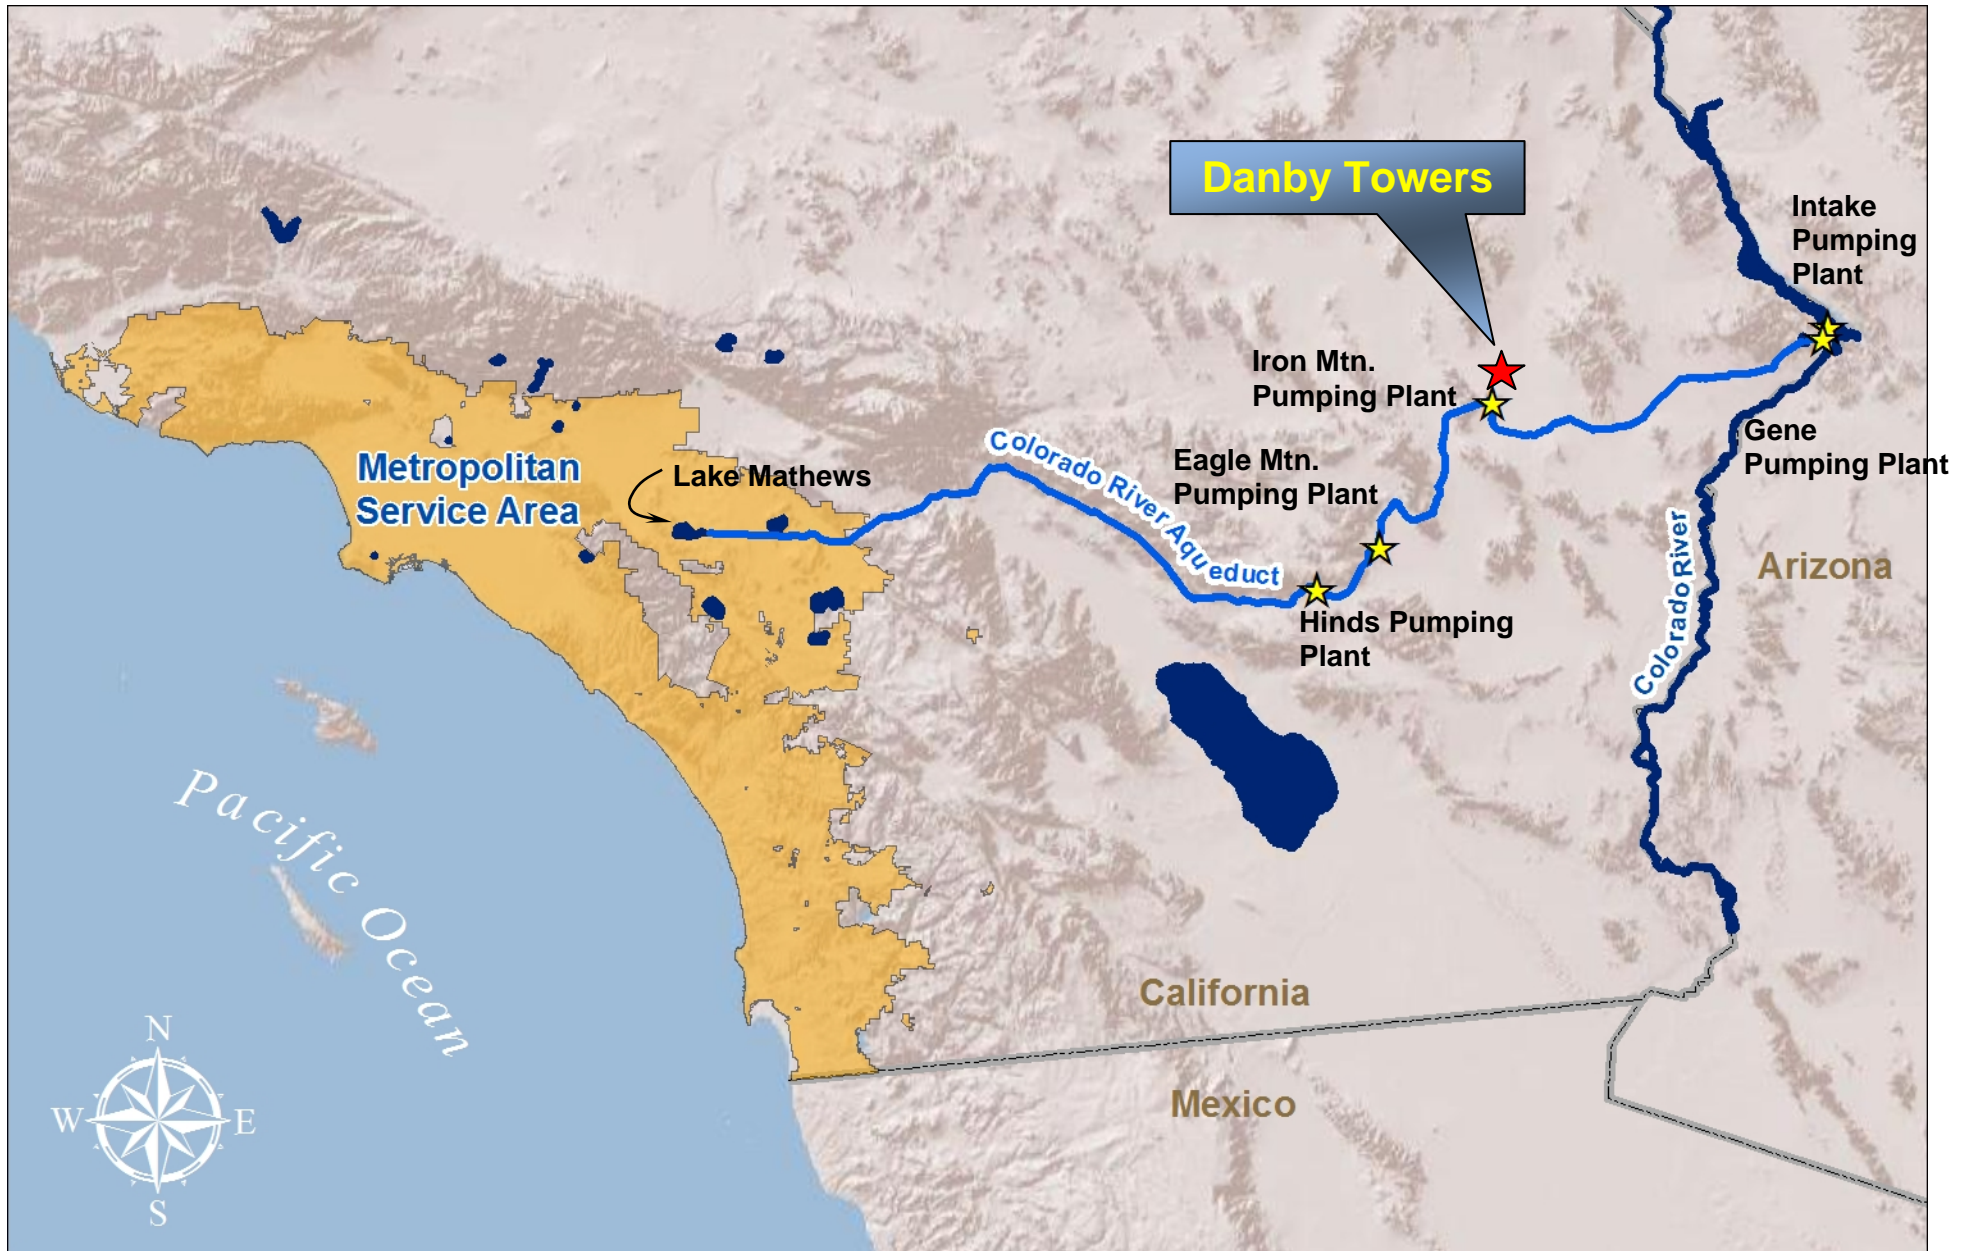 Danby Towers
Intake
Pumping
Plant
Iron Mtn.
Pumping Plant
Gene
Pumping Plant
Eagle Mtn.
Pumping Plant
Colorado River Aqueduct
Metropolitan
Service Area
Lake Mathews
Colorado River
Arizona
Hinds Pumping
Plant
Pacific Ocean
California
Mexico
N
W
E
S